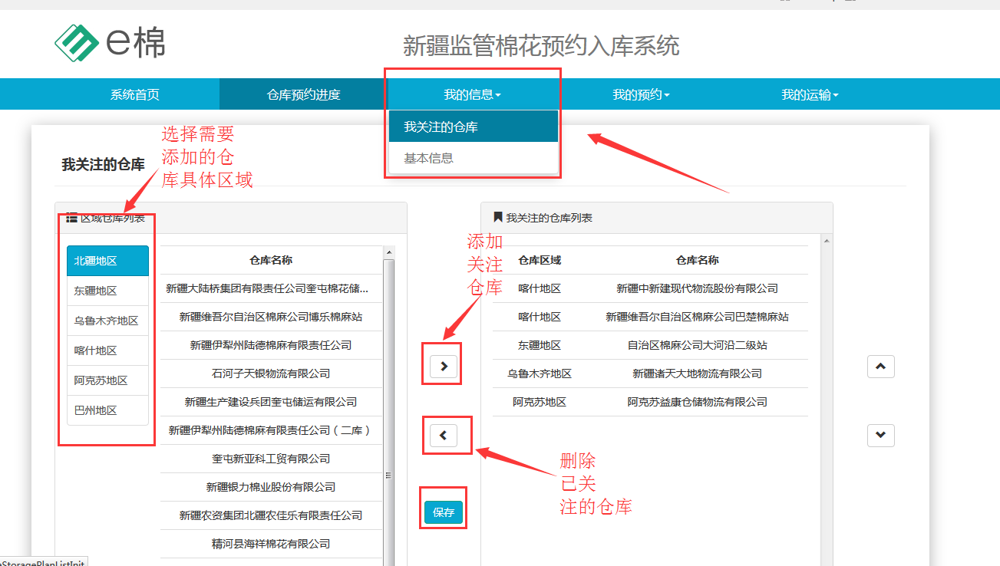 e棉
新疆监管棉花预约入库系统
系统首页
仓库预约进度
我的信息
我的预约
我的运输
我关注的仓库
基本信息
选择需要
添加的仓
库具体区域
我关注的仓库
区域仓库列表
北疆地区
东疆地区
乌鲁木齐地区
喀什地区
阿克苏地区
巴州地区
仓库名称
新疆大陆桥集团有限责任公司奎屯棉花储...
新疆维吾尔自治区棉麻公司博乐棉麻站
新疆伊犁州陆德棉麻有限责任公司
石河子天银物流有限公司
新疆生产建设兵团奎屯储运有限公司
新疆伊犁州陆德棉麻有限责任公司（二库）
奎屯新亚科工贸有限公司
新疆银力棉业股份有限公司
新疆农资集团北疆农佳乐有限责任公司
精河县海祥棉花有限公司
添加
关注
仓库
删除
已关
注的仓库
保存
我关注的仓库列表
仓库区域 仓库名称
喀什地区 新疆中新建现代物流股份有限公司
喀什地区 新疆维吾尔自治区棉麻公司巴楚棉麻站
东疆地区 自治区棉麻公司大河沿二级站
乌鲁木齐地区 新疆诸天大地物流有限公司
阿克苏地区 阿克苏益康仓储物流有限公司
eStoragePlanListInit